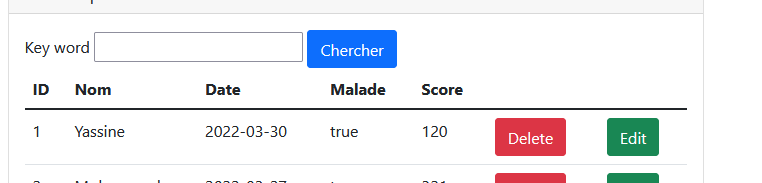 Key word Chercher
ID Nom Date Malade Score
1 Yassine 2022-03-30 true 120 Delete Edit